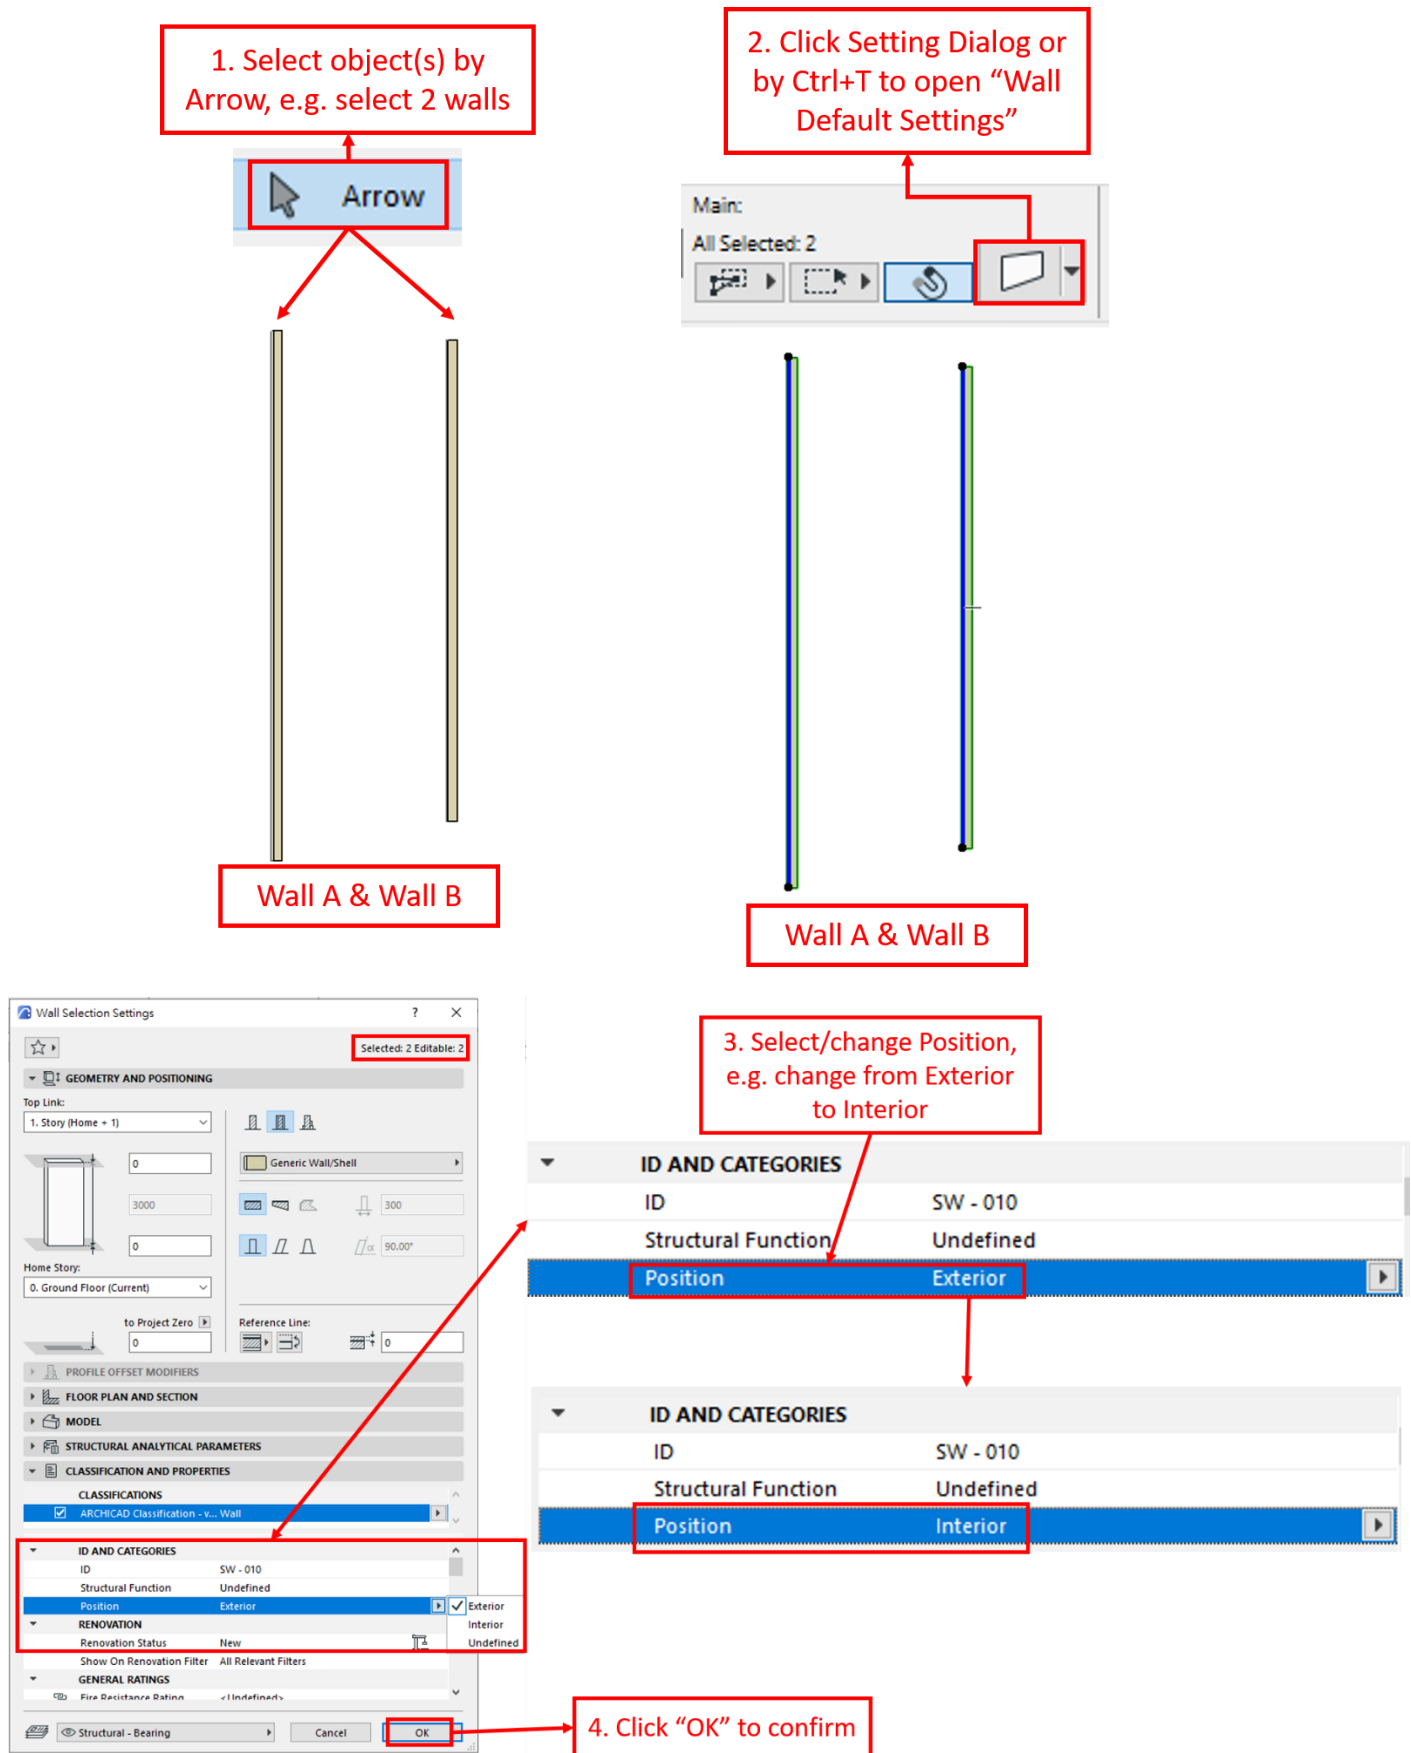 1. Select object(s) by
Arrow, e.g. select 2 walls
Arrow
Wall A & Wall B
2. Click Setting Dialog or
by Ctrl+T to open “Wall
Default Settings”
Main:
All Selected: 2
Wall A & Wall B
Wall Selection Settings
?
Selected: 2 Editable: 2
GEOMETRY AND POSITIONING
Top Link:
1. Story (Home + 1)
0
3000
0
Home Story:
0. Ground Floor (Current)
to Project Zero
0
Generic Wall/Shell
300
α 90.00°
Reference Line:
0
PROFILE OFFSET MODIFIERS
FLOOR PLAN AND SECTION
MODEL
STRUCTURAL ANALYTICAL PARAMETERS
CLASSIFICATION AND PROPERTIES
CLASSIFICATIONS
ARCHICAD Classification - v... Wall
ID AND CATEGORIES
ID SW - 010
Structural Function Undefined
Position Exterior
Exterior
Interior
Undefined
RENOVATION
Renovation Status New
Show On Renovation Filter All Relevant Filters
GENERAL RATINGS
Fire Resistance Rating <Undefined>
Structural - Bearing
Cancel
OK
3. Select/change Position,
e.g. change from Exterior
to Interior
ID AND CATEGORIES
ID SW - 010
Structural Function Undefined
Position Exterior
ID AND CATEGORIES
ID SW - 010
Structural Function Undefined
Position Interior
4. Click “OK” to confirm